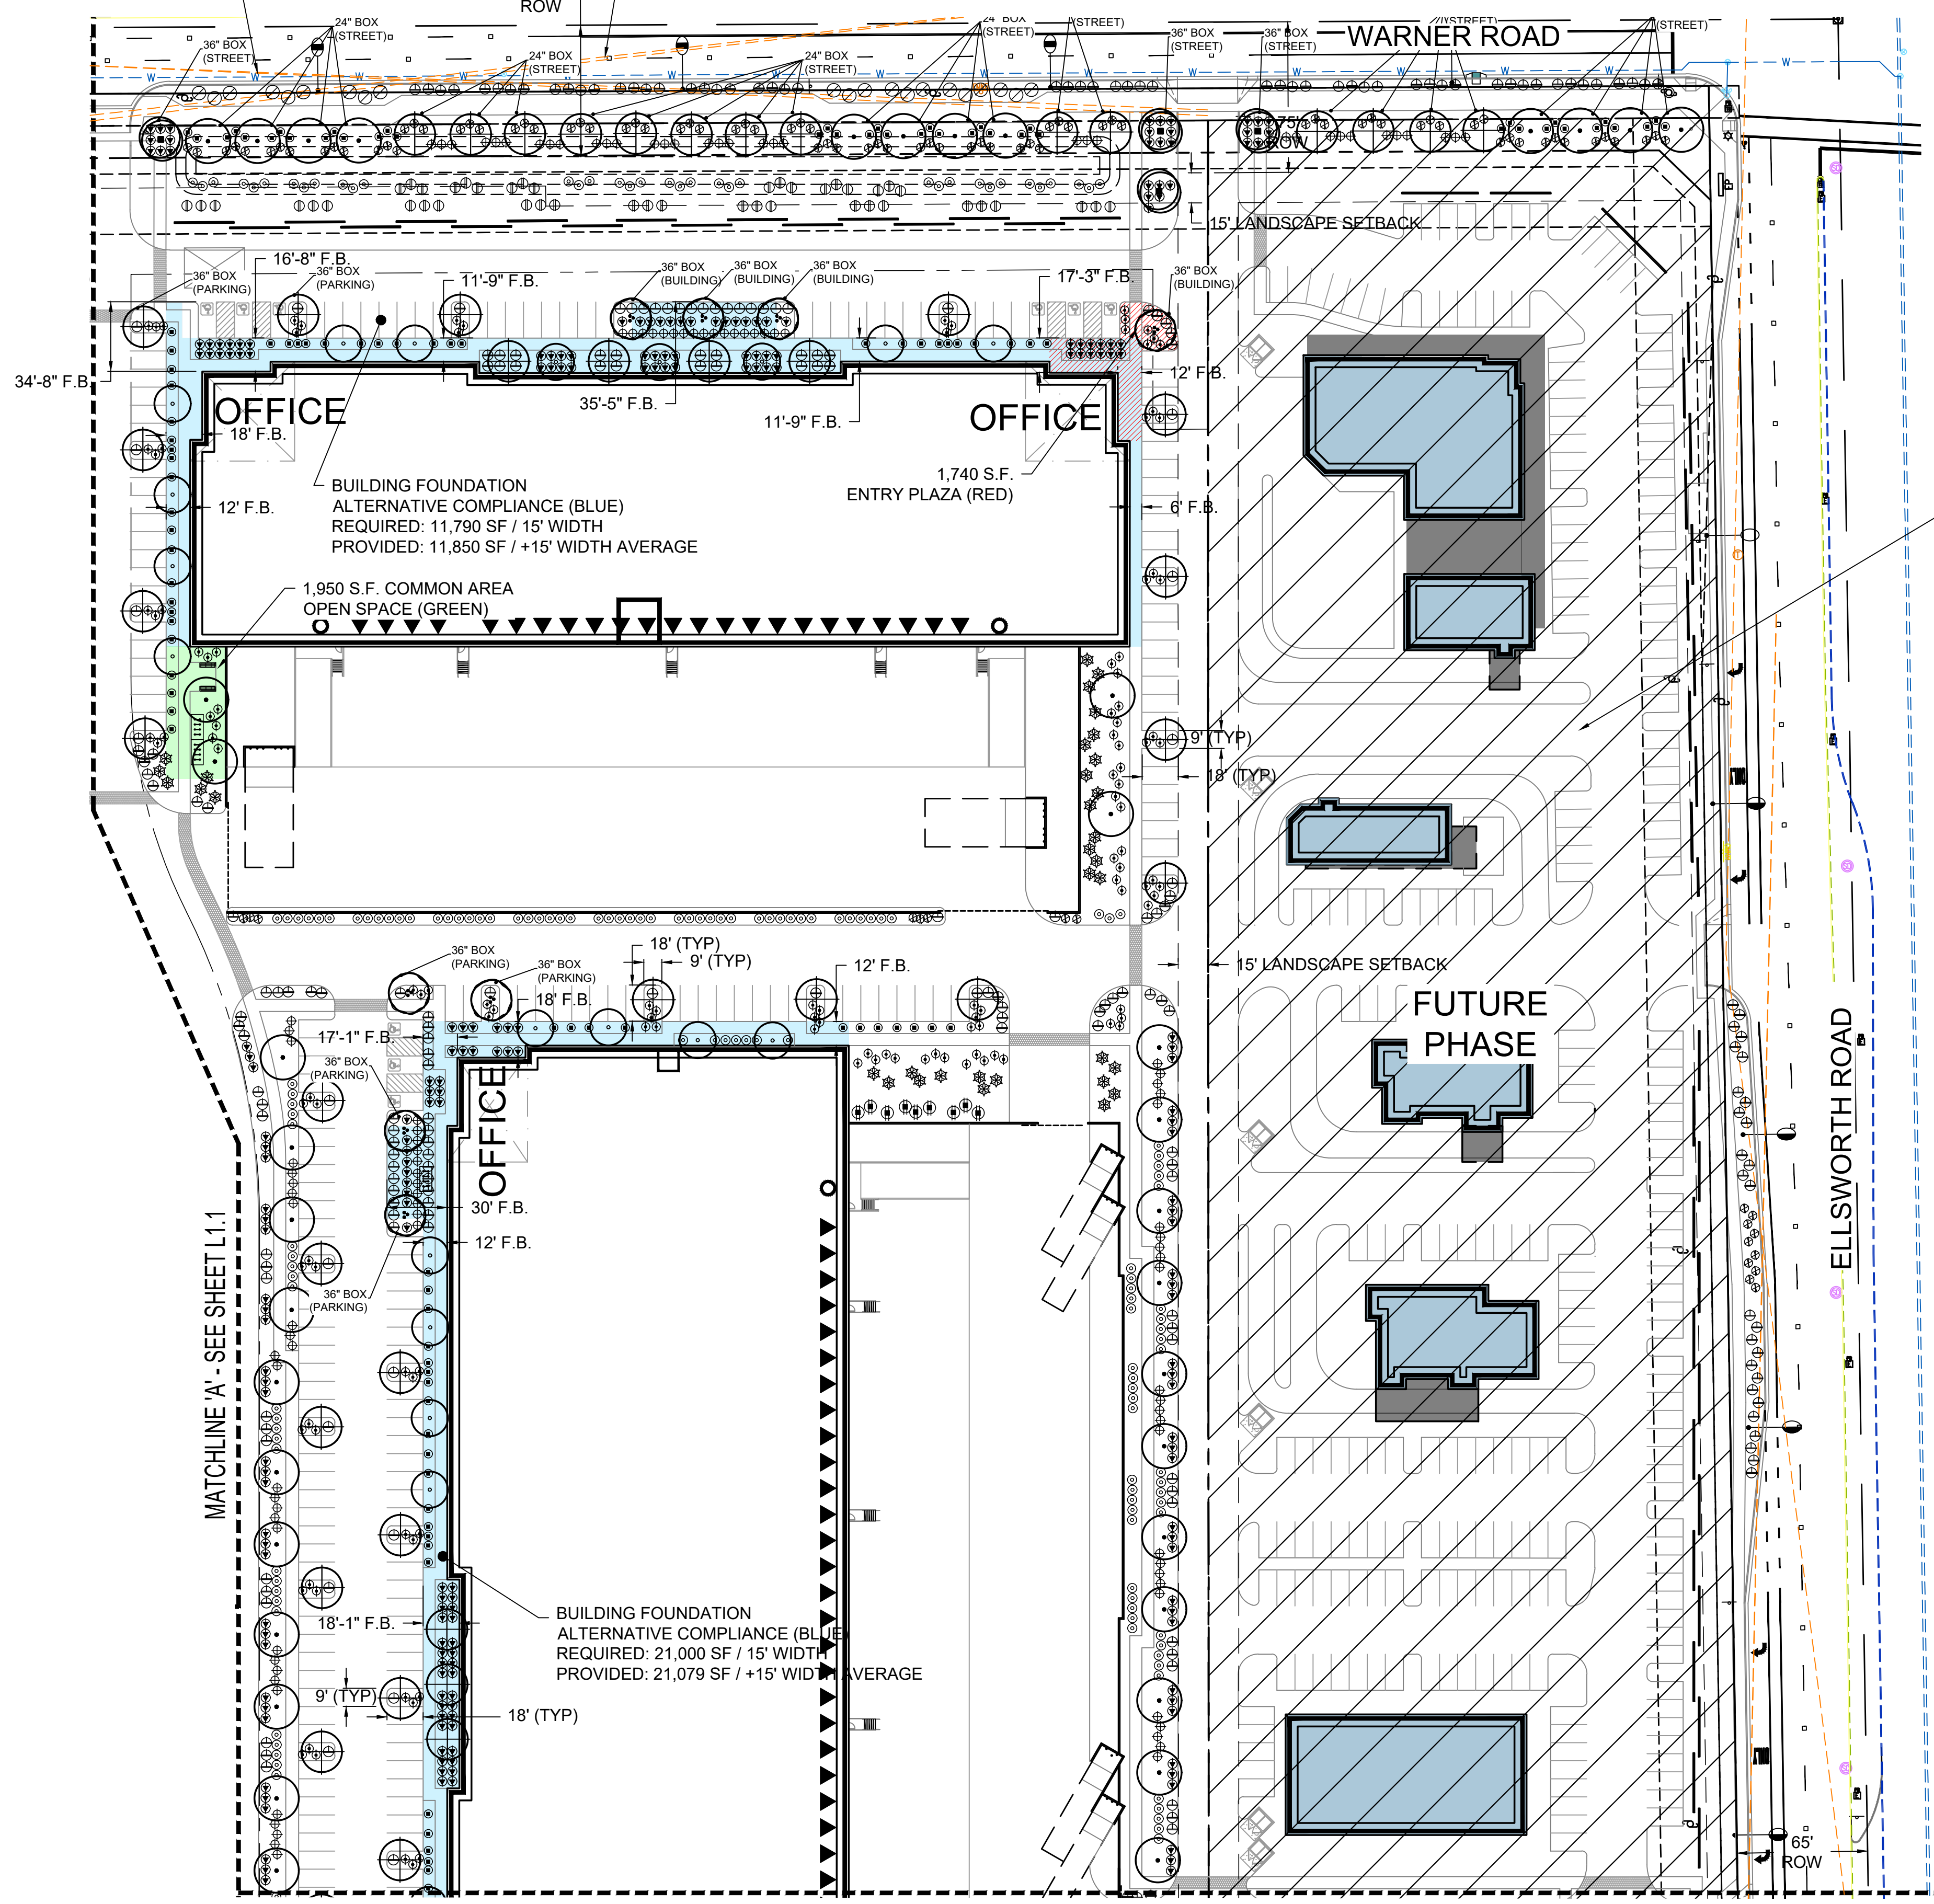 ROW
24" BOX
(STREET)
36" BOX
(STREET)
24" BOX
(STREET)
24" BOX
(STREET)
24" BOX
(STREET)
(STREET)
36" BOX
(STREET)
36" BOX
(STREET)
WARNER ROAD
(STREET)
(STREET)
W W W W W W W W W W W W W W W W
75'
ROW
15' LANDSCAPE SETBACK
16'-8" F.B.
36" BOX
(PARKING)
36" BOX
(PARKING)
11'-9" F.B.
36" BOX
(BUILDING)
36" BOX
(BUILDING)
36" BOX
(BUILDING)
17'-3" F.B.
36" BOX
(BUILDING)
34'-8" F.B.
OFFICE
18' F.B.
35'-5" F.B.
11'-9" F.B.
OFFICE
12' F.B.
BUILDING FOUNDATION
ALTERNATIVE COMPLIANCE (BLUE)
REQUIRED: 11,790 SF / 15' WIDTH
PROVIDED: 11,850 SF / +15' WIDTH AVERAGE
1,740 S.F.
ENTRY PLAZA (RED)
12' F.B.
6' F.B.
1,950 S.F. COMMON AREA
OPEN SPACE (GREEN)
9' (TYP)
18' (TYP)
36" BOX
(PARKING)
36" BOX
(PARKING)
18' (TYP)
9' (TYP)
12' F.B.
15' LANDSCAPE SETBACK
18' F.B.
17'-1" F.B.
36" BOX
(PARKING)
OFFICE
FUTURE
PHASE
ELLSWORTH ROAD
30' F.B.
12' F.B.
36" BOX
(PARKING)
MATCHLINE 'A' - SEE SHEET L1.1
BUILDING FOUNDATION
ALTERNATIVE COMPLIANCE (BLUE)
REQUIRED: 21,000 SF / 15' WIDTH
PROVIDED: 21,079 SF / +15' WIDTH AVERAGE
18'-1" F.B.
9' (TYP)
18' (TYP)
65'
ROW